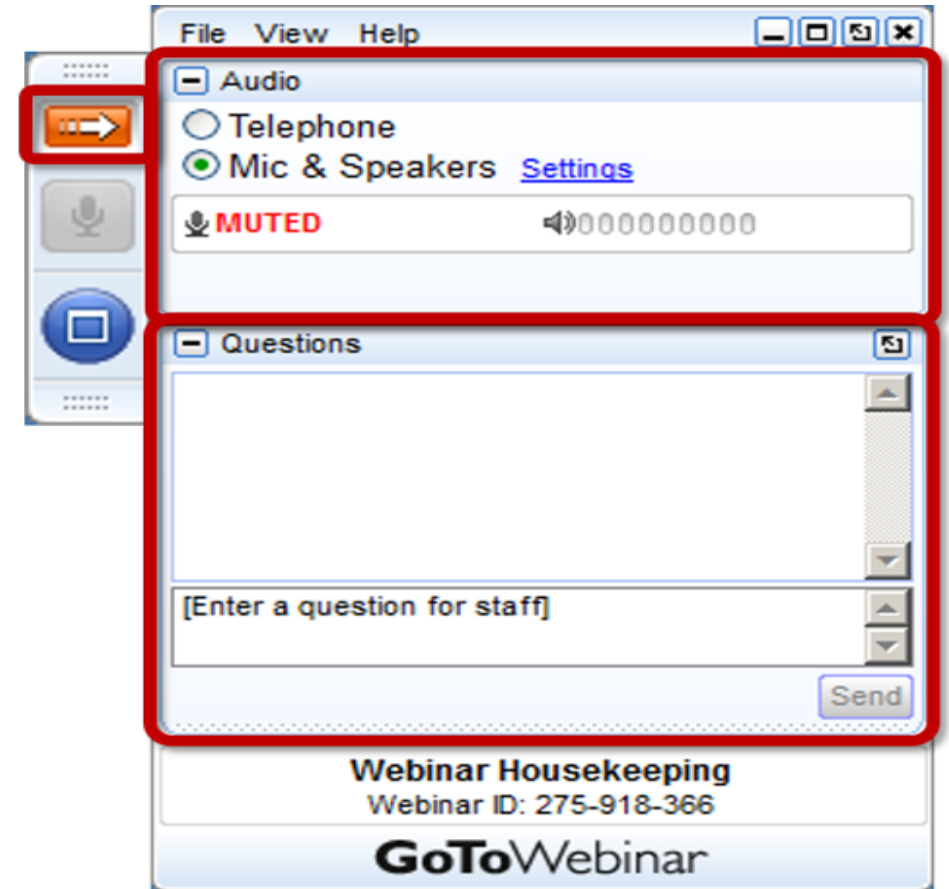 File View Help
Audio
Telephone
Mic & Speakers Settings
MUTED
Questions
[Enter a question for staff]
Send
Webinar Housekeeping
Webinar ID: 275-918-366
GoToWebinar